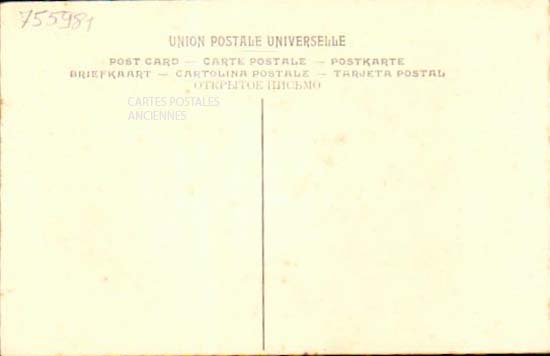 755981
UNION POSTALE UNIVERSELLE
POST CARD — CARTE POSTALE — POSTKARTE
BRIEFKAART — CARTOLINA POSTALE — TARJETA POSTAL
ОТКРЫТОЕ ПИСЬМО
CARTES POSTALES
ANCIENNES